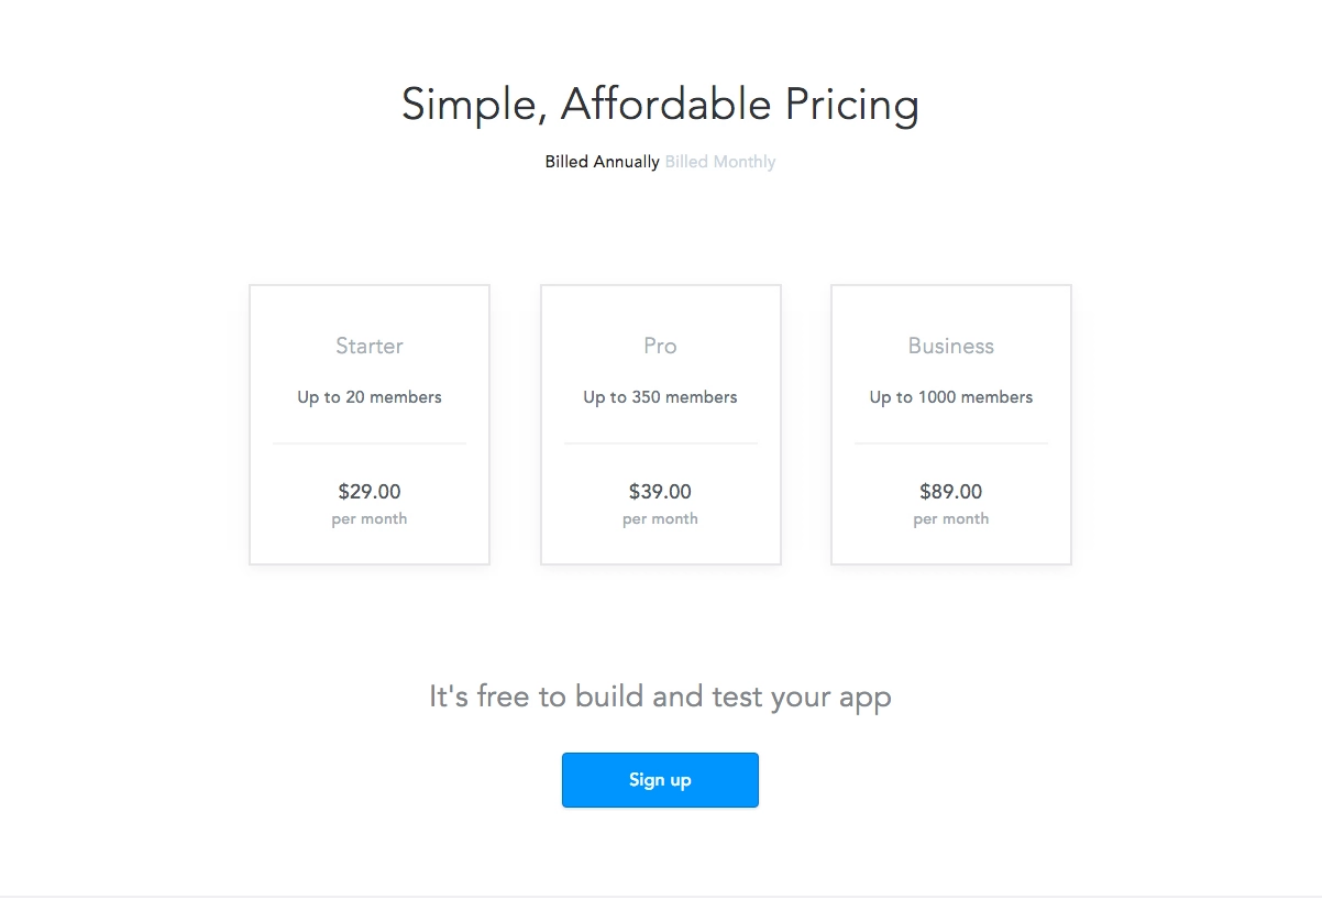 Simple, Affordable Pricing
Billed Annually Billed Monthly
Starter
Up to 20 members
$29.00
per month
Pro
Up to 350 members
$39.00
per month
Business
Up to 1000 members
$89.00
per month
It's free to build and test your app
Sign up